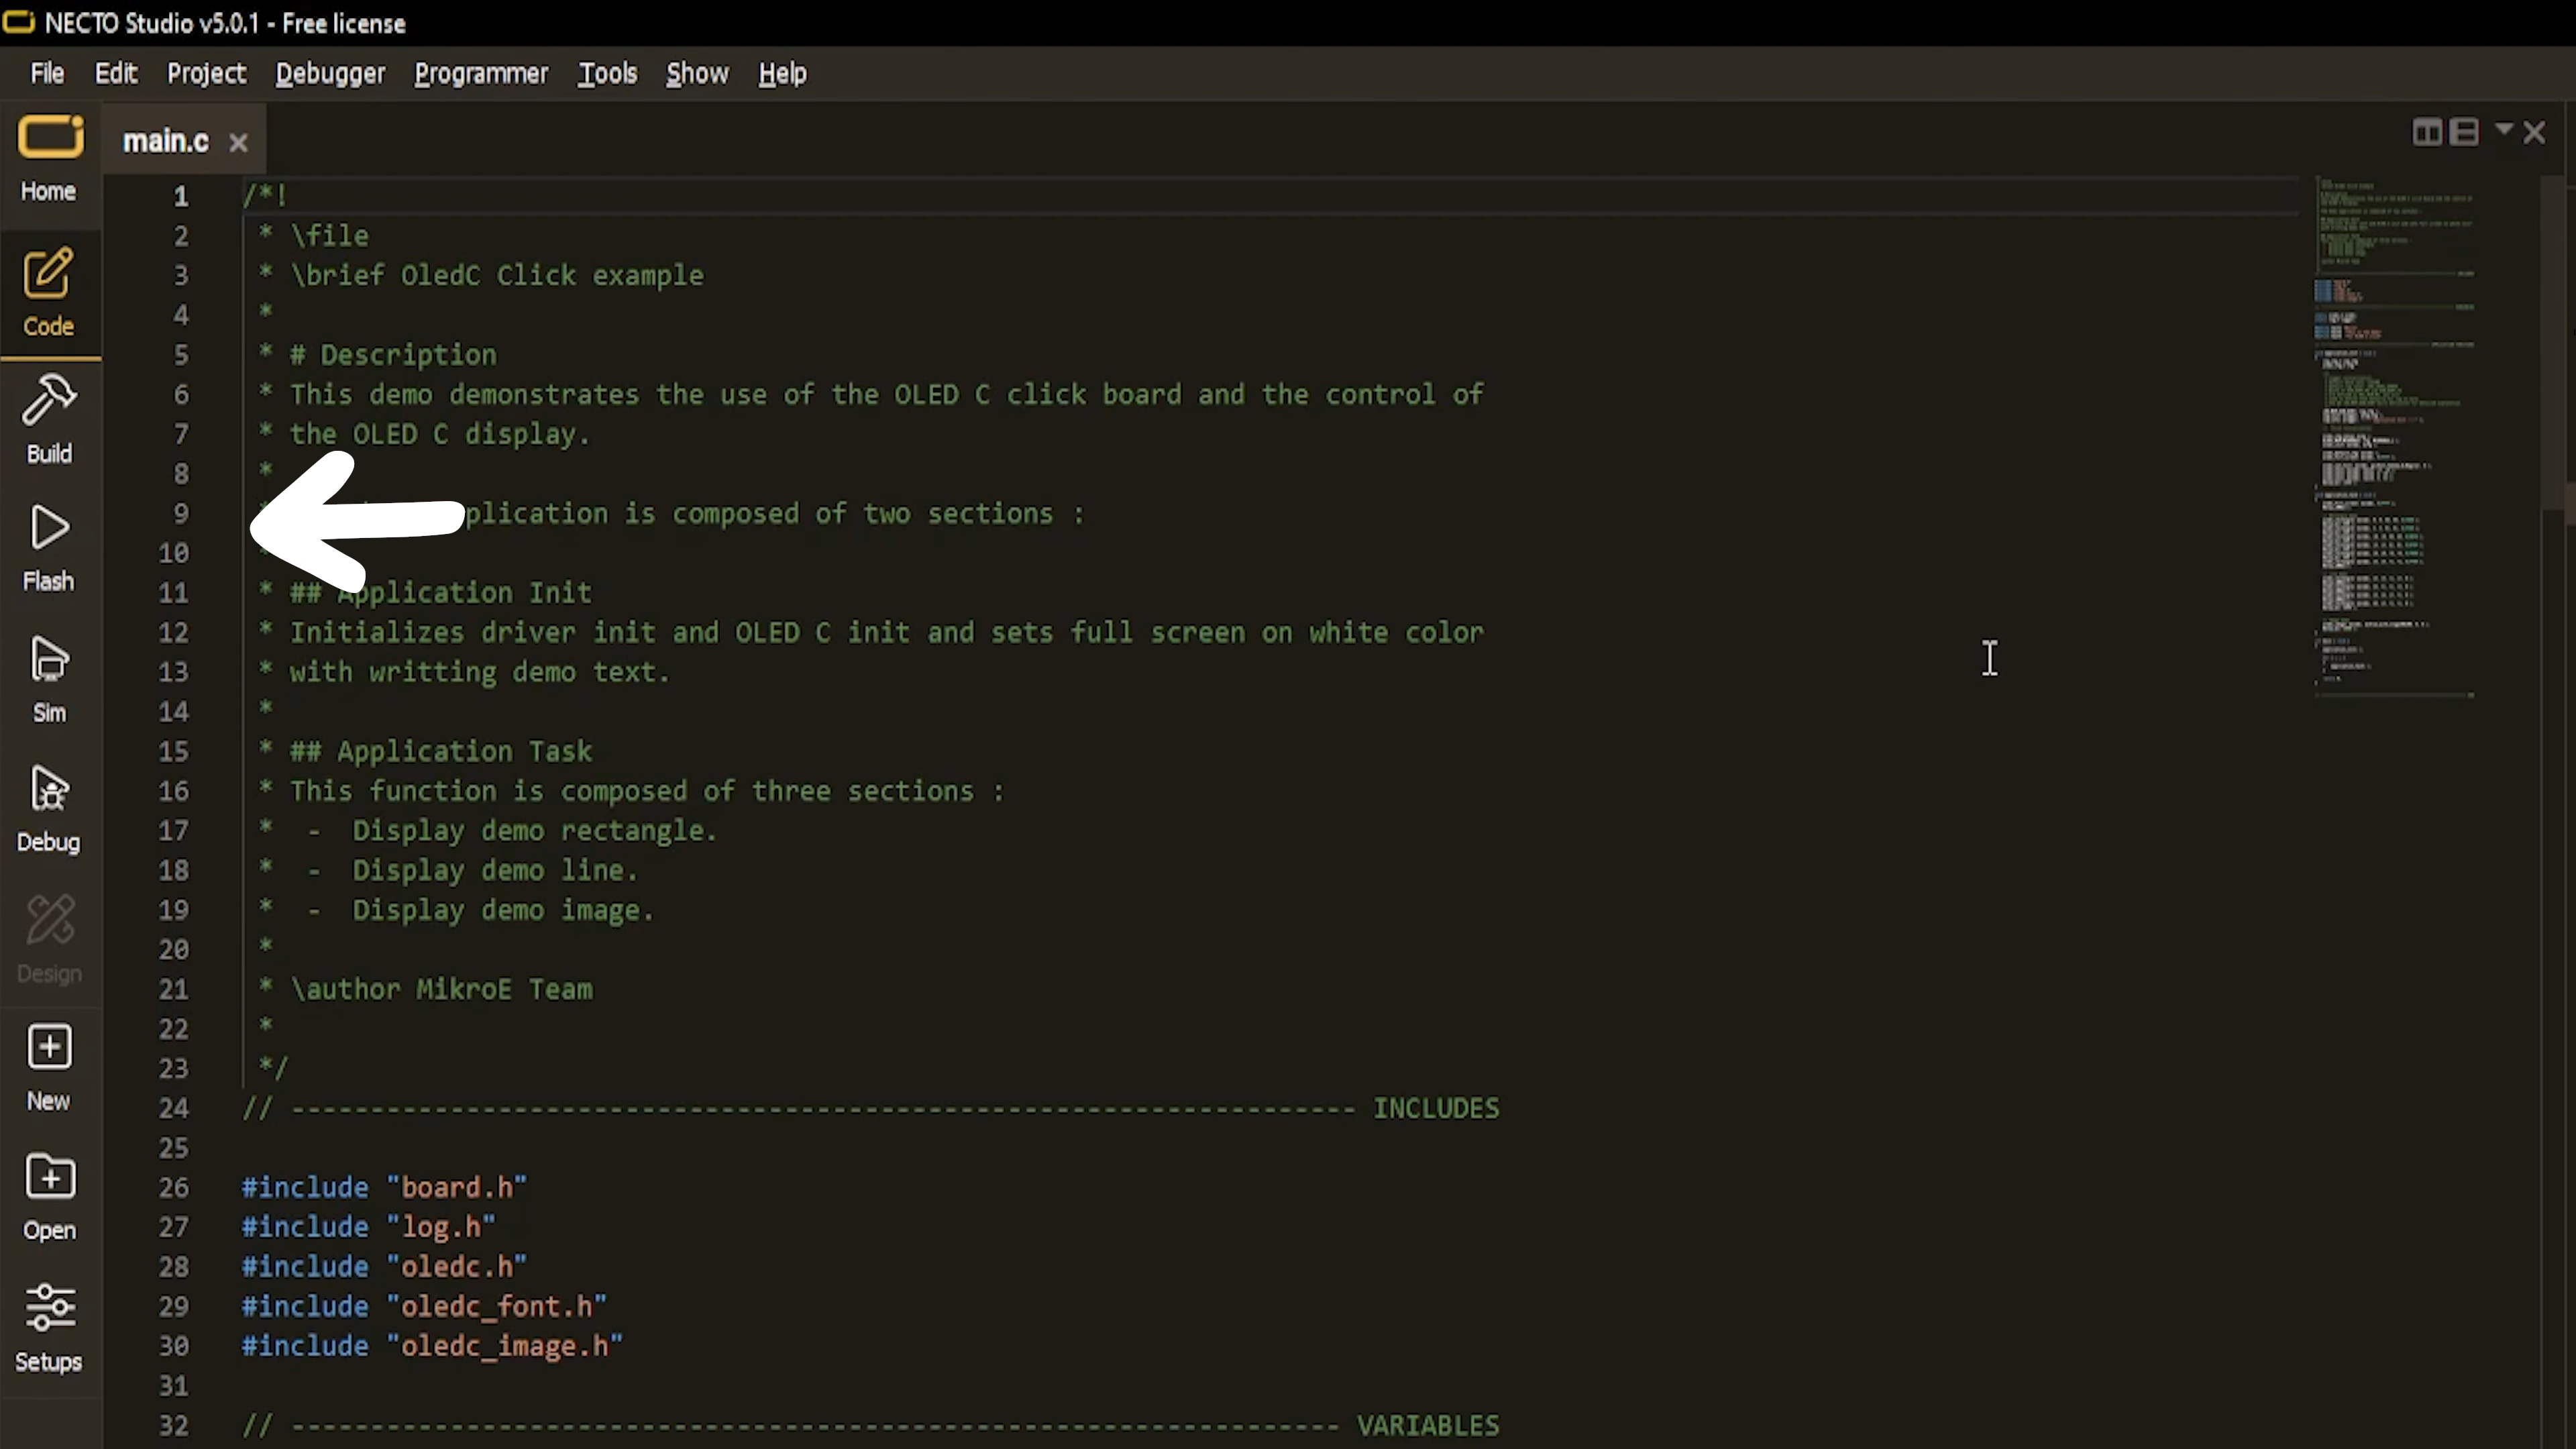 NECTO Studio v5.0.1 - Free license
File Edit Project Debugger Programmer Tools Show Help
main.c
Home
Code
Build
Flash
Sim
Debug
Design
New
Open
Setups
1 /*!
2 * \file
3 * \brief OledC Click example
4 *
5 * # Description
6 * This demo demonstrates the use of the OLED C click board and the control of
7 * the OLED C display.
8 *
9 is composed of two sections :
10
11 * ## Application Init
12 * Initializes driver init and OLED C init and sets full screen on white color
13 * with writting demo text.
14 *
15 * ## Application Task
16 * This function is composed of three sections :
17 * - Display demo rectangle.
18 * - Display demo line.
19 * - Display demo image.
20 *
21 * \author MikroE Team
22 *
23 */
24 // ------------------------------------------------------------------- INCLUDES
25
26 #include "board.h"
27 #include "log.h"
28 #include "oledc.h"
29 #include "oledc_font.h"
30 #include "oledc_image.h"
31
32 // ------------------------------------------------------------------ VARIABLES